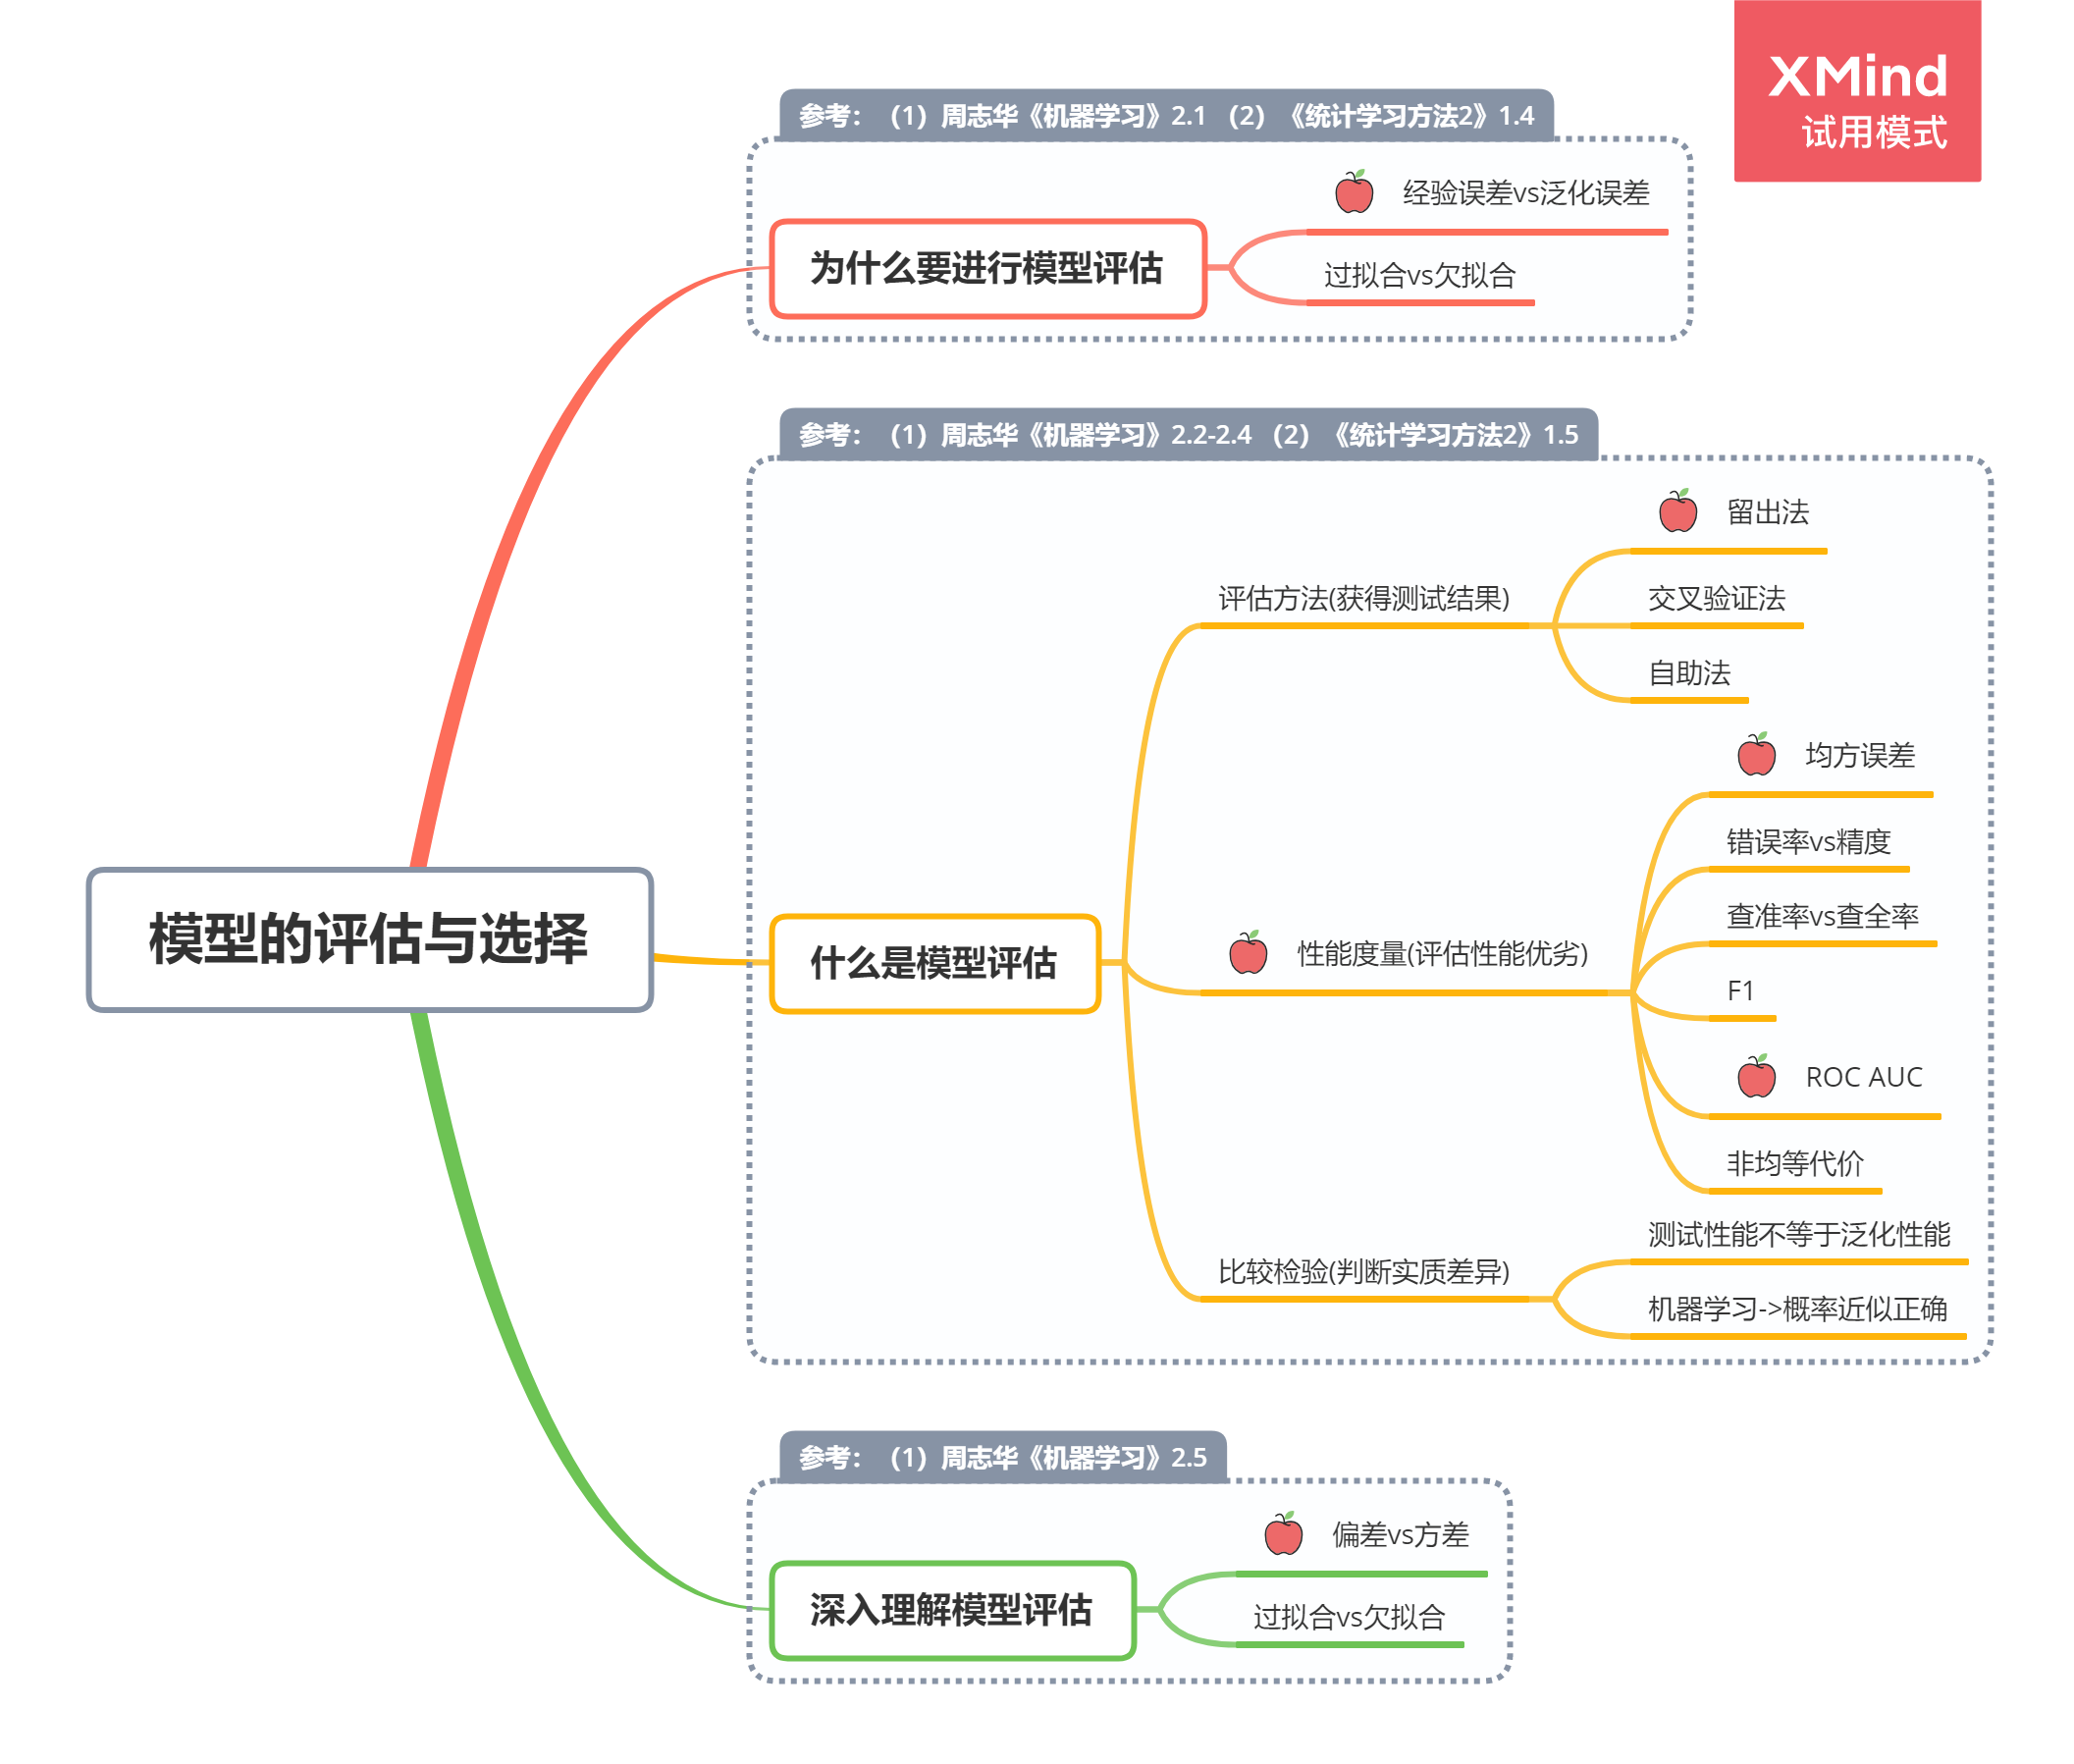 XMind
试用模式
参考：（1）周志华《机器学习》2.1 （2）《统计学习方法2》1.4
经验误差vs泛化误差
为什么要进行模型评估
过拟合vs欠拟合
参考：（1）周志华《机器学习》2.2-2.4 （2）《统计学习方法2》1.5
留出法
评估方法(获得测试结果)
交叉验证法
自助法
均方误差
错误率vs精度
查准率vs查全率
模型的评估与选择
什么是模型评估
性能度量(评估性能优劣)
F1
ROC AUC
非均等代价
测试性能不等于泛化性能
比较检验(判断实质差异)
机器学习->概率近似正确
参考：（1）周志华《机器学习》2.5
偏差vs方差
深入理解模型评估
过拟合vs欠拟合